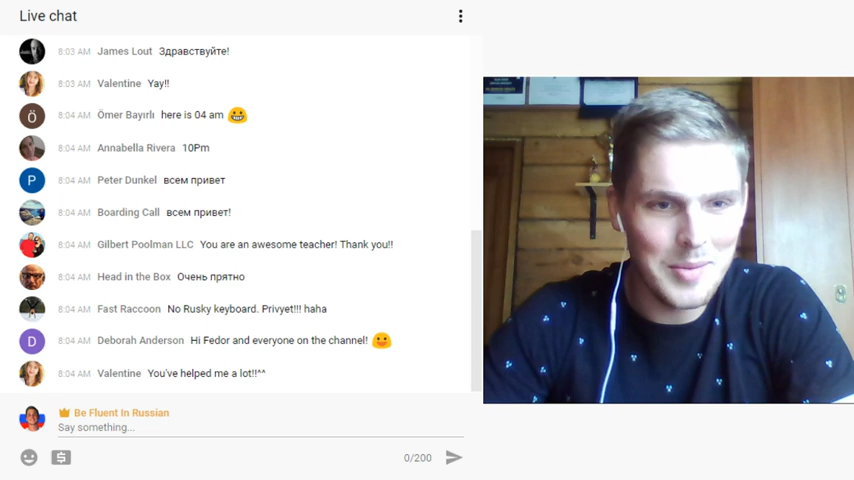 Live chat
8:03 AM James Lout Здравствуйте!
8:03 AM Valentine Yay!!
Ö 8:04 AM Ömer Bayırlı here is 04 am
8:04 AM Annabella Rivera 10Pm
P 8:04 AM Peter Dunkel всем привет
8:04 AM Boarding Call всем привет!
8:04 AM Gilbert Poolman LLC You are an awesome teacher! Thank you!!
8:04 AM Head in the Box Очень прятно
8:04 AM Fast Raccoon No Rusky keyboard. Privyet!!! haha
D 8:04 AM Deborah Anderson Hi Fedor and everyone on the channel!
8:04 AM Valentine You've helped me a lot!!^^
Be Fluent In Russian
Say something...
$ 0/200